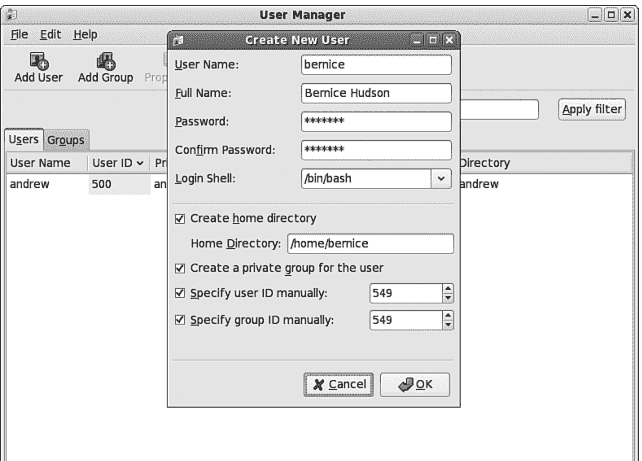 User Manager
File Edit Help
Add User Add Group Prop
Apply filter
Users Groups
User Name User ID Pri Directory
andrew 500 an andrew
Create New User
User Name: bernice
Full Name: Bernice Hudson
Password: *******
Confirm Password: *******
Login Shell: /bin/bash
Create home directory
Home Directory: /home/bernice
Create a private group for the user
Specify user ID manually: 549
Specify group ID manually: 549
Cancel OK